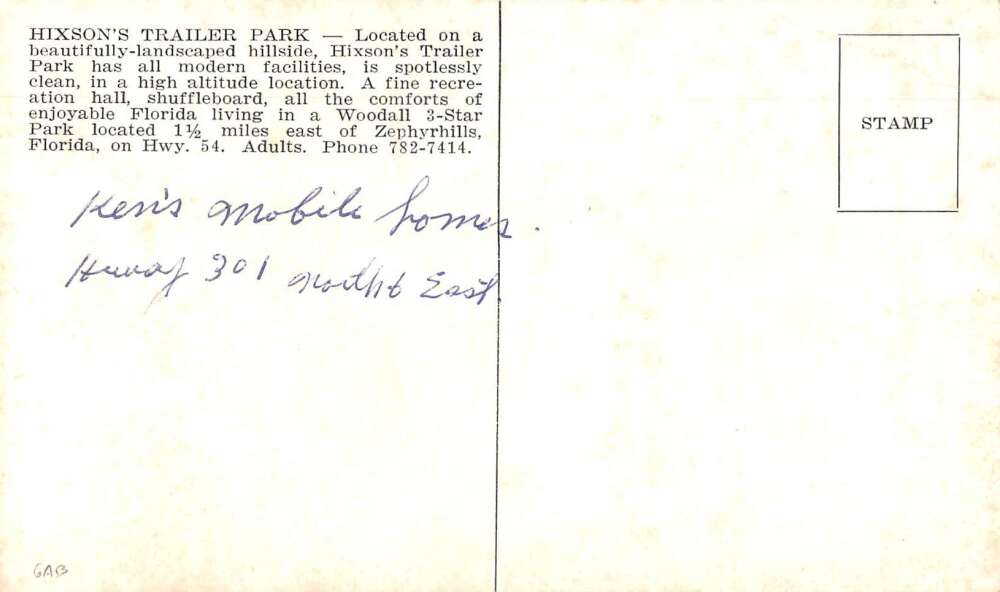 HIXSON'S TRAILER PARK — Located on a
beautifully-landscaped hillside, Hixson's Trailer
Park has all modern facilities, is spotlessly
clean, in a high altitude location. A fine recre-
ation hall, shuffleboard, all the comforts of
enjoyable Florida living in a Woodall 3-Star
Park located 1½ miles east of Zephyrhills,
Florida, on Hwy. 54. Adults. Phone 782-7414.
STAMP
Ken's Mobile homes.
Huway 301 North East.
GAB